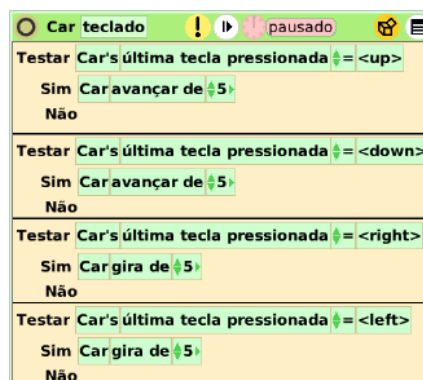 Car teclado ! pausado
Testar Car's última tecla pressionada = <up>
Sim Car avançar de 5
Não
Testar Car's última tecla pressionada = <down>
Sim Car avançar de 5
Não
Testar Car's última tecla pressionada = <right>
Sim Car gira de 5
Não
Testar Car's última tecla pressionada = <left>
Sim Car gira de 5
Não